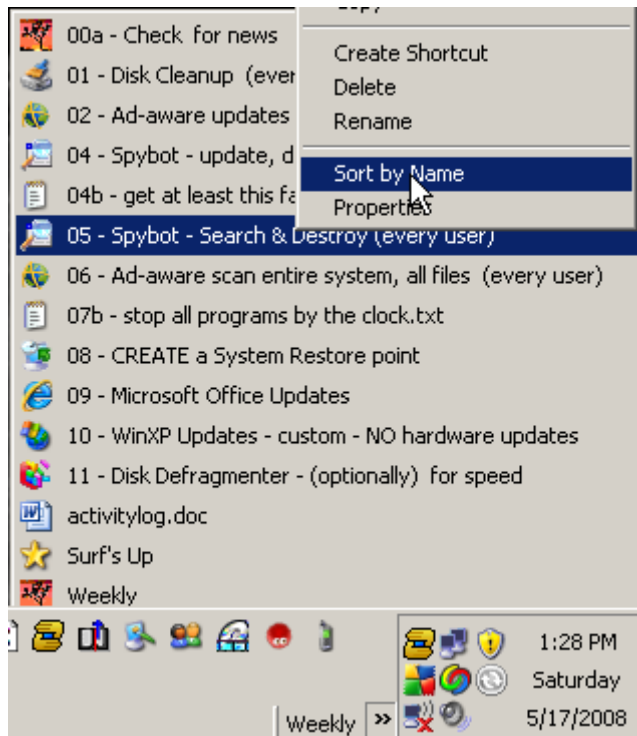 00a - Check for news
01 - Disk Cleanup (ever
02 - Ad-aware updates
04 - Spybot - update, d
04b - get at least this fa
05 - Spybot - Search & Destroy (every user)
06 - Ad-aware scan entire system, all files (every user)
07b - stop all programs by the clock.txt
08 - CREATE a System Restore point
09 - Microsoft Office Updates
10 - WinXP Updates - custom - NO hardware updates
11 - Disk Defragmenter - (optionally) for speed
activitylog.doc
Surf's Up
Weekly
Create Shortcut
Delete
Rename
Sort by Name
Properties
Weekly »
1:28 PM
Saturday
5/17/2008